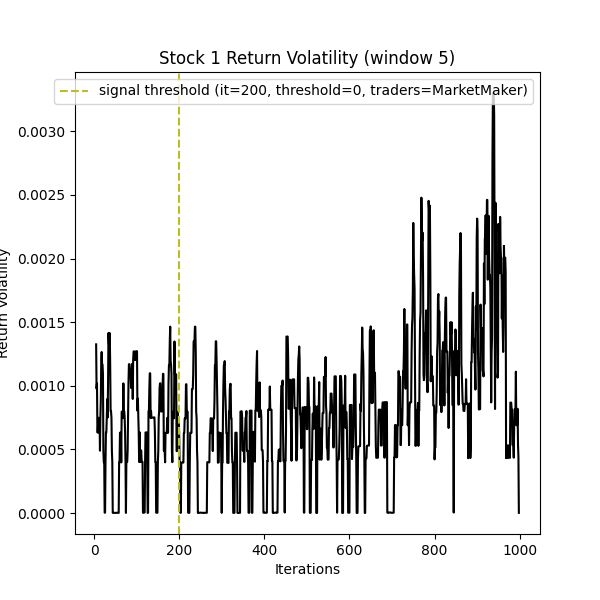 Stock 1 Return Volatility (window 5)
signal threshold (it=200, threshold=0, traders=MarketMaker)
0.0030
0.0025
0.0020
0.0015
0.0010
0.0005
0.0000
Return Volatility
0 200 400 600 800 1000
Iterations